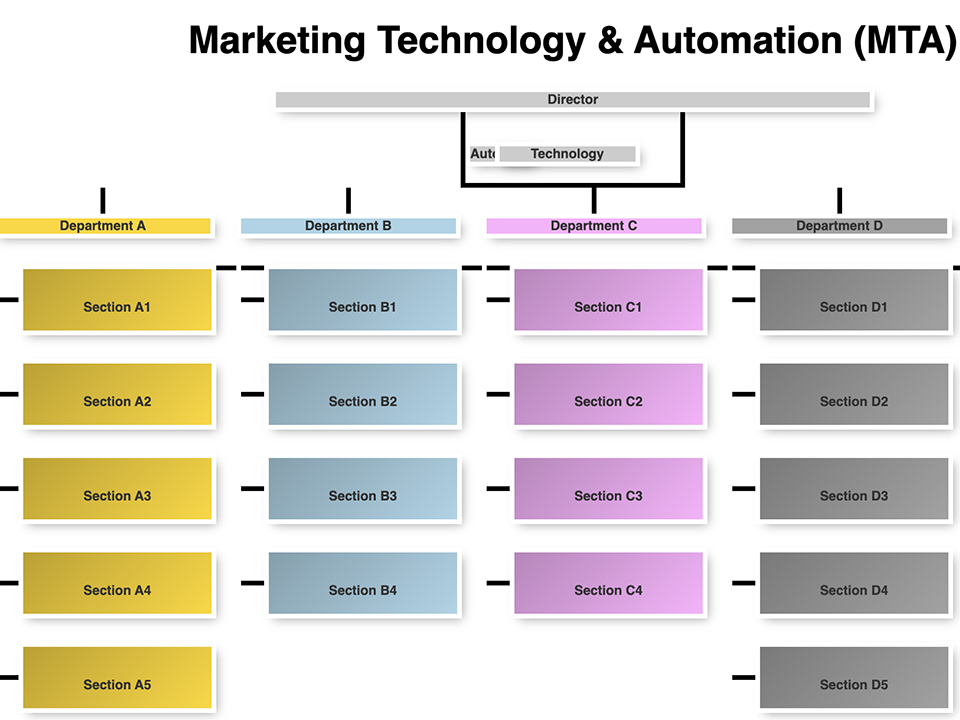 Marketing Technology & Automation (MTA)
Director
Technology
Department A
Department B
Department C
Department D
Section A1
Section B1
Section C1
Section D1
Section A2
Section B2
Section C2
Section D2
Section A3
Section B3
Section C3
Section D3
Section A4
Section B4
Section C4
Section D4
Section A5
Section D5